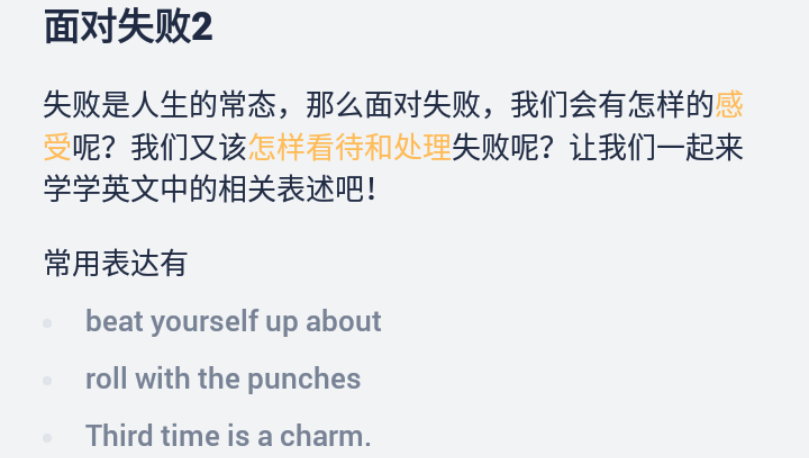 面对失败2
失败是人生的常态，那么面对失败，我们会有怎样的感
受呢？我们又该怎样看待和处理失败呢？让我们一起来
学学英文中的相关表述吧！
常用表达有
beat yourself up about
roll with the punches
Third time is a charm.